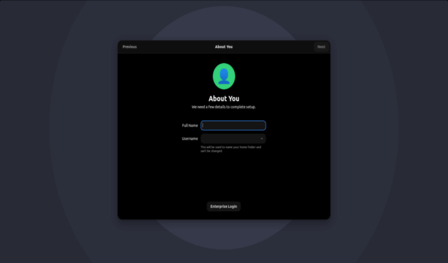 Previous
About You
Next
About You
We need a few details to complete setup.
Full Name
Username
This will be used to name your home folder and
can't be changed.
Enterprise Login